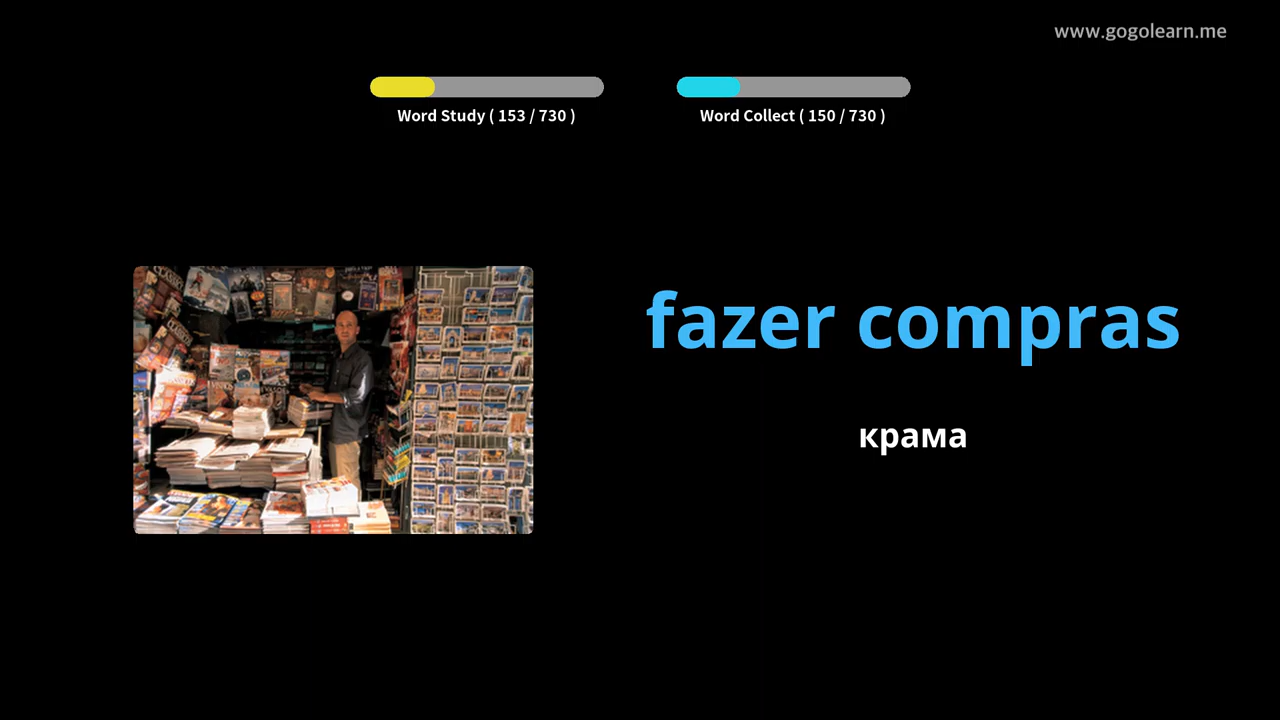 www.gogolearn.me
Word Study ( 153 / 730 )
Word Collect ( 150 / 730 )
fazer compras
крама